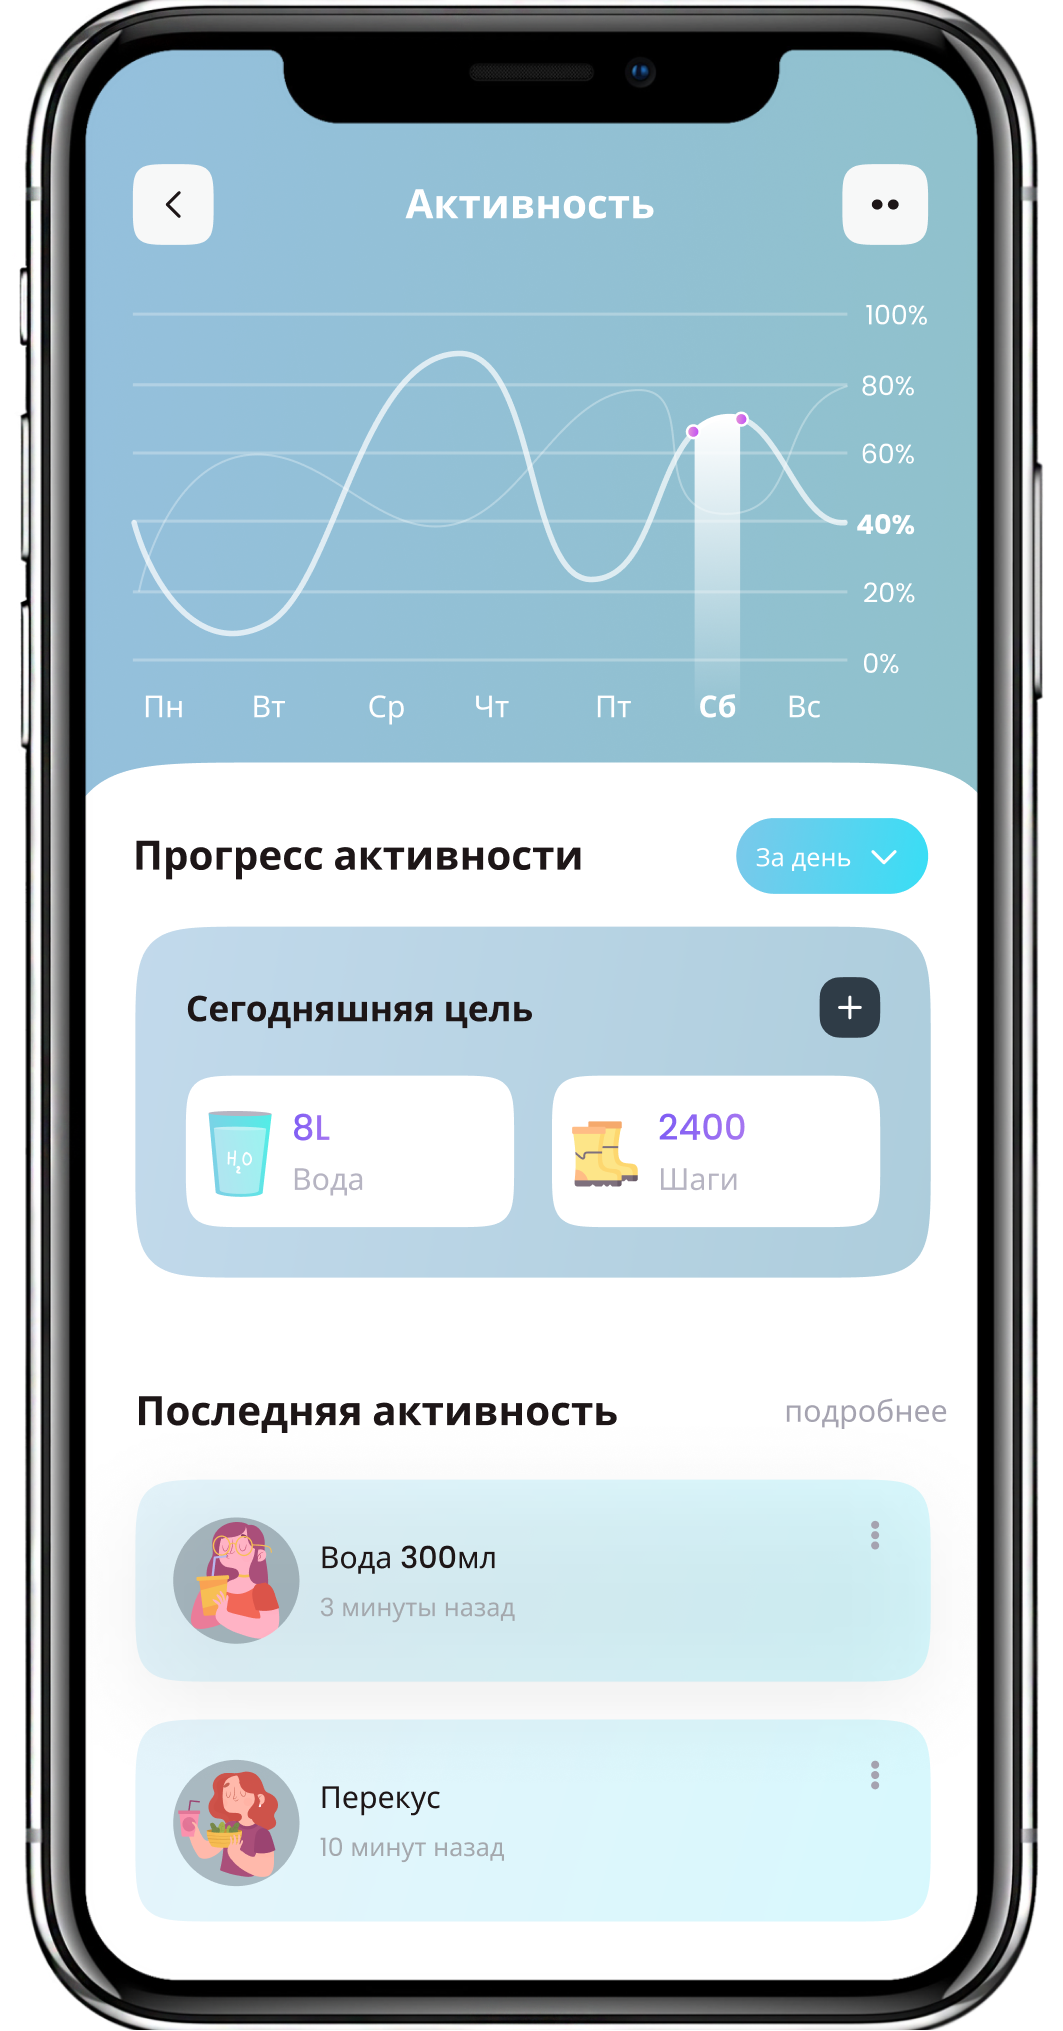 Активность
100%
80%
60%
40%
20%
0%
Пн Вт Ср Чт Пт Сб Вс
Прогресс активности
За день
Сегодняшняя цель
8L
Вода
H2O
2400
Шаги
Последняя активность
подробнее
Вода 300мл
3 минуты назад
Перекус
10 минут назад